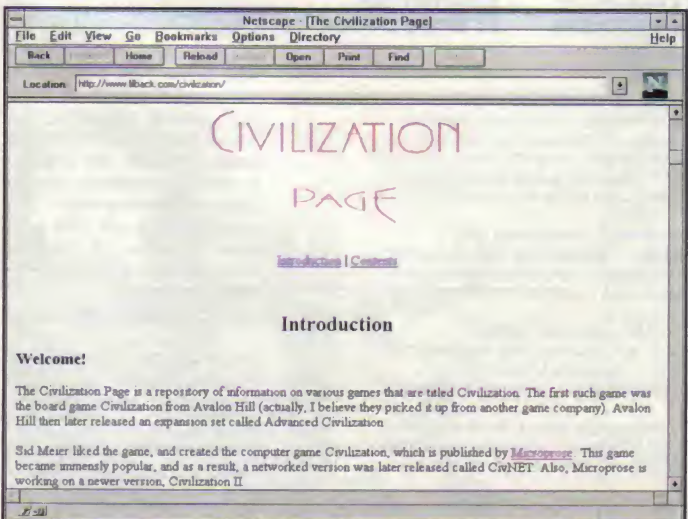 Netscape - [The Civilization Page]
File Edit View Go Bookmarks Options Directory Help
Back Home Reload Open Print Find
Location: http://www.lilback.com/civilization/
N
CIVILIZATION
PAGE
Introduction | Contents
Introduction
Welcome!
The Civilization Page is a repository of information on various games that are titled Civilization. The first such game was
the board game Civilization from Avalon Hill (actually, I believe they picked it up from another game company). Avalon
Hill then later released an expansion set called Advanced Civilization
Sid Meier liked the game, and created the computer game Civilization, which is published by Microprose. This game
became immensly popular, and as a result, a networked version was later released called CivNET. Also, Microprose is
working on a newer version, Civilization II